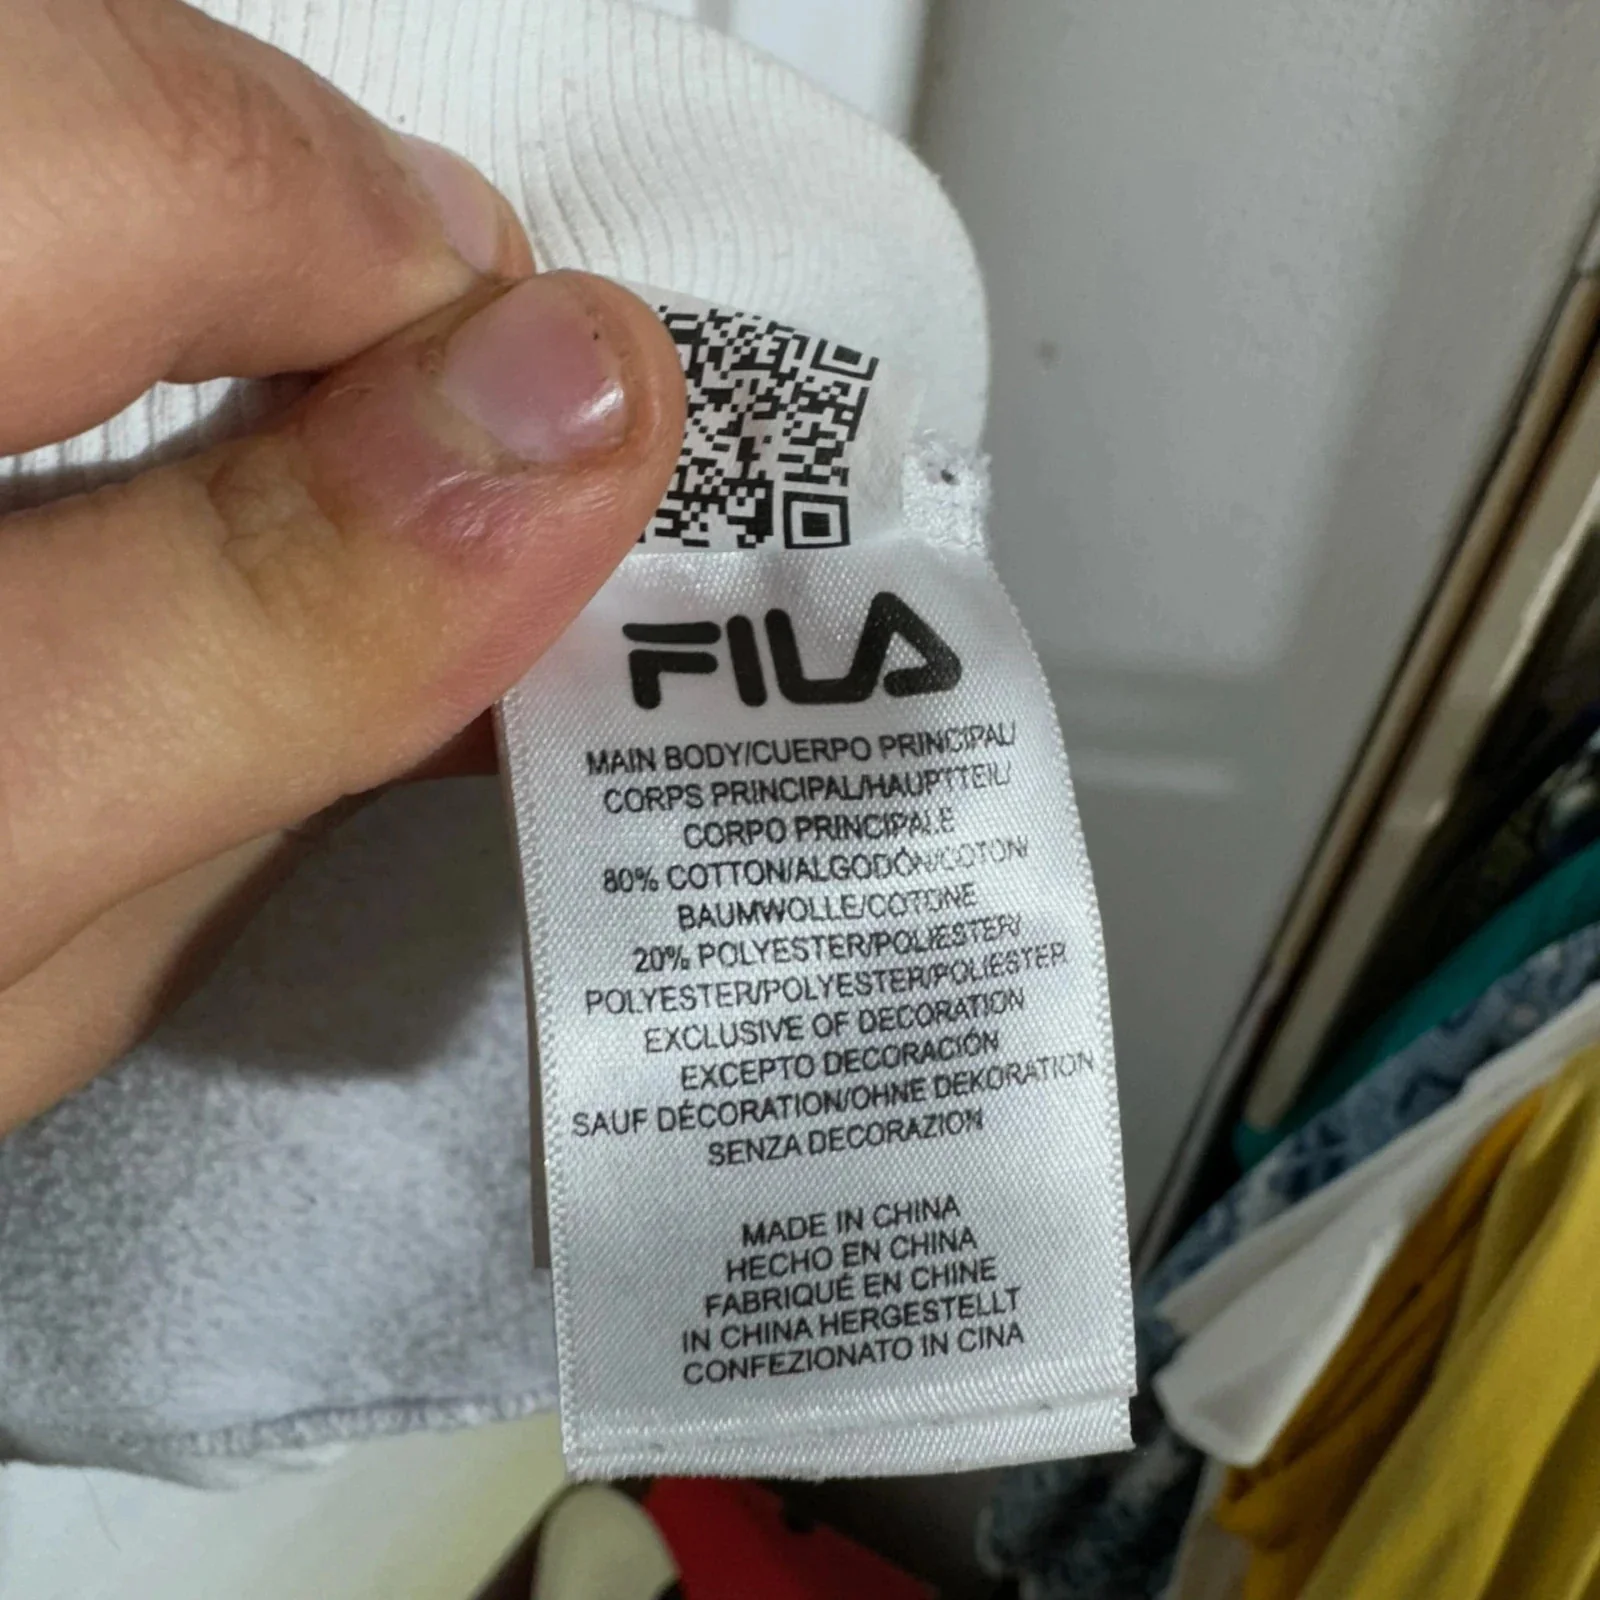 FILA
MAIN BODY/CUERPO PRINCIPAL/
CORPS PRINCIPAL/HAUPTTEIL/
CORPO PRINCIPALE
80% COTTON/ALGODÓN/COTON/
BAUMWOLLE/COTONE
20% POLYESTER/POLIESTER/
POLYESTER/POLYESTER/POLIESTER
EXCLUSIVE OF DECORATION
EXCEPTO DECORACIÓN
SAUF DÉCORATION/OHNE DEKORATION
SENZA DECORAZION
MADE IN CHINA
HECHO EN CHINA
FABRIQUÉ EN CHINE
IN CHINA HERGESTELLT
CONFEZIONATO IN CINA